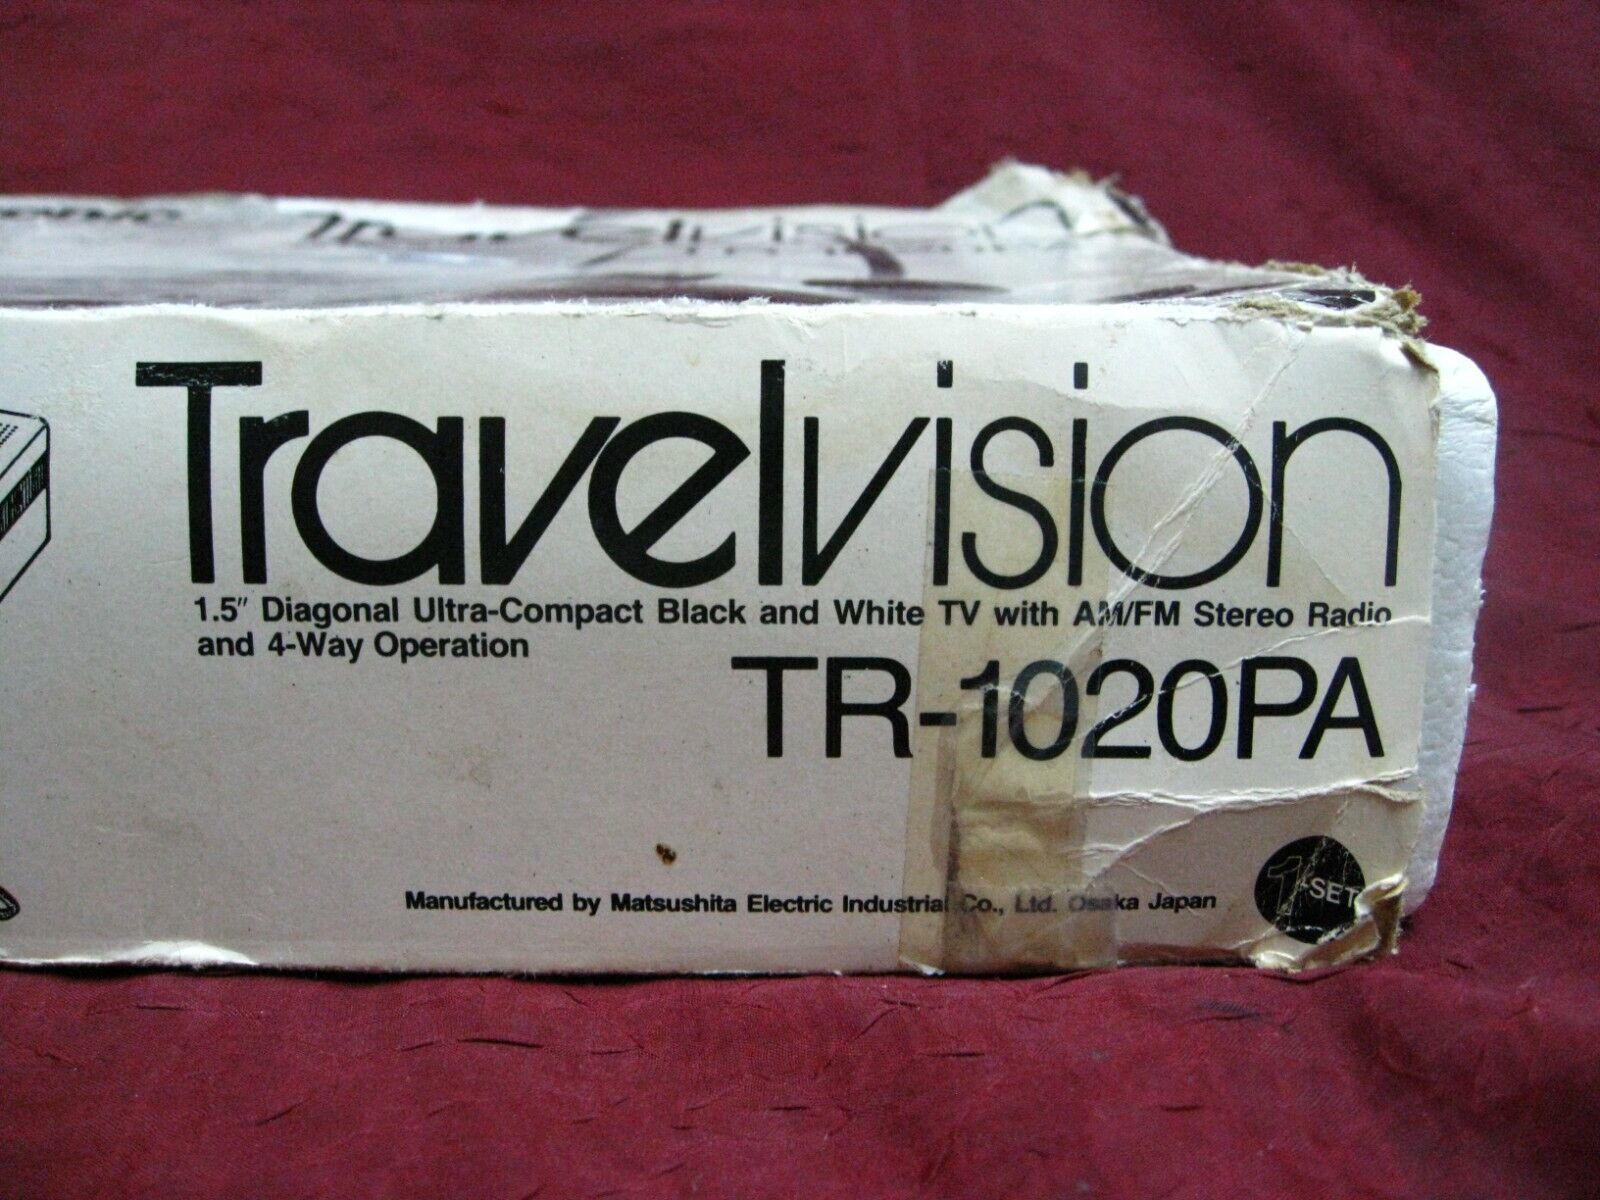 Travelvision
Travelvision
1.5" Diagonal Ultra-Compact Black and White TV with AM/FM Stereo Radio
and 4-Way Operation
TR-1020PA
Manufactured by Matsushita Electric Industrial Co., Ltd. Osaka Japan
1-SET